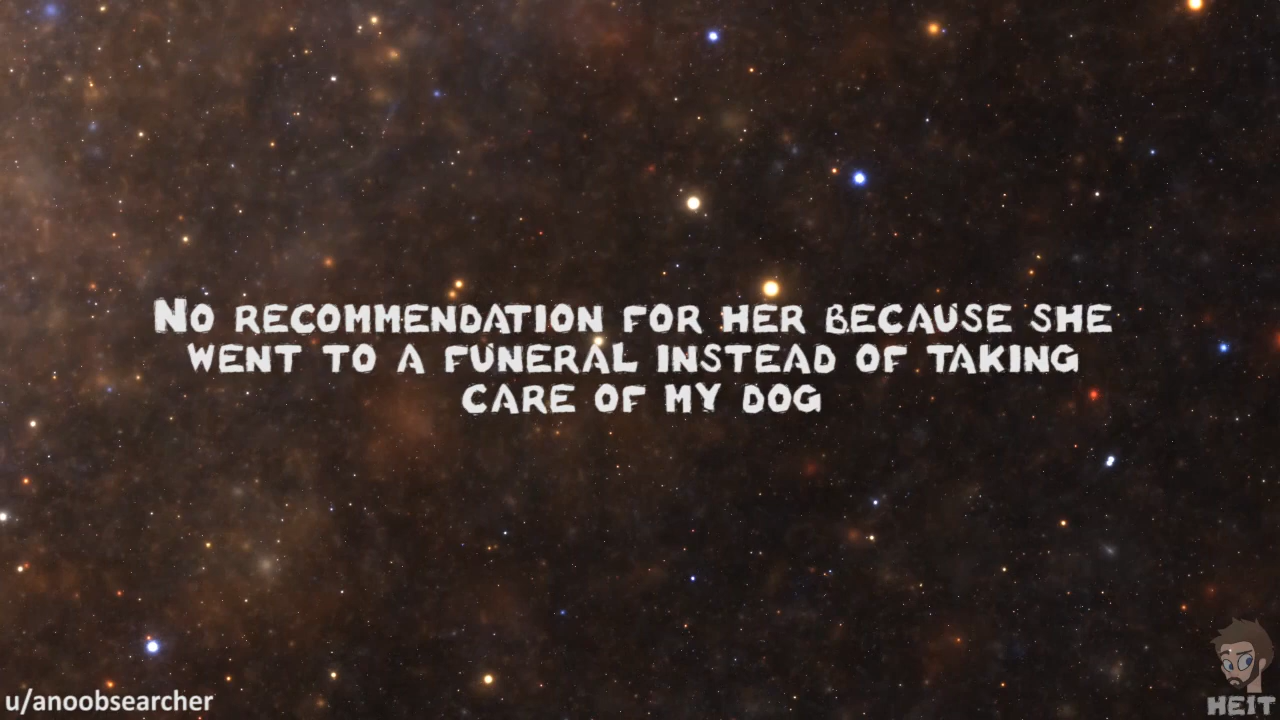 No recommendation for her because she
went to a funeral instead of taking
care of my dog
u/anoobsearcher
HEIT